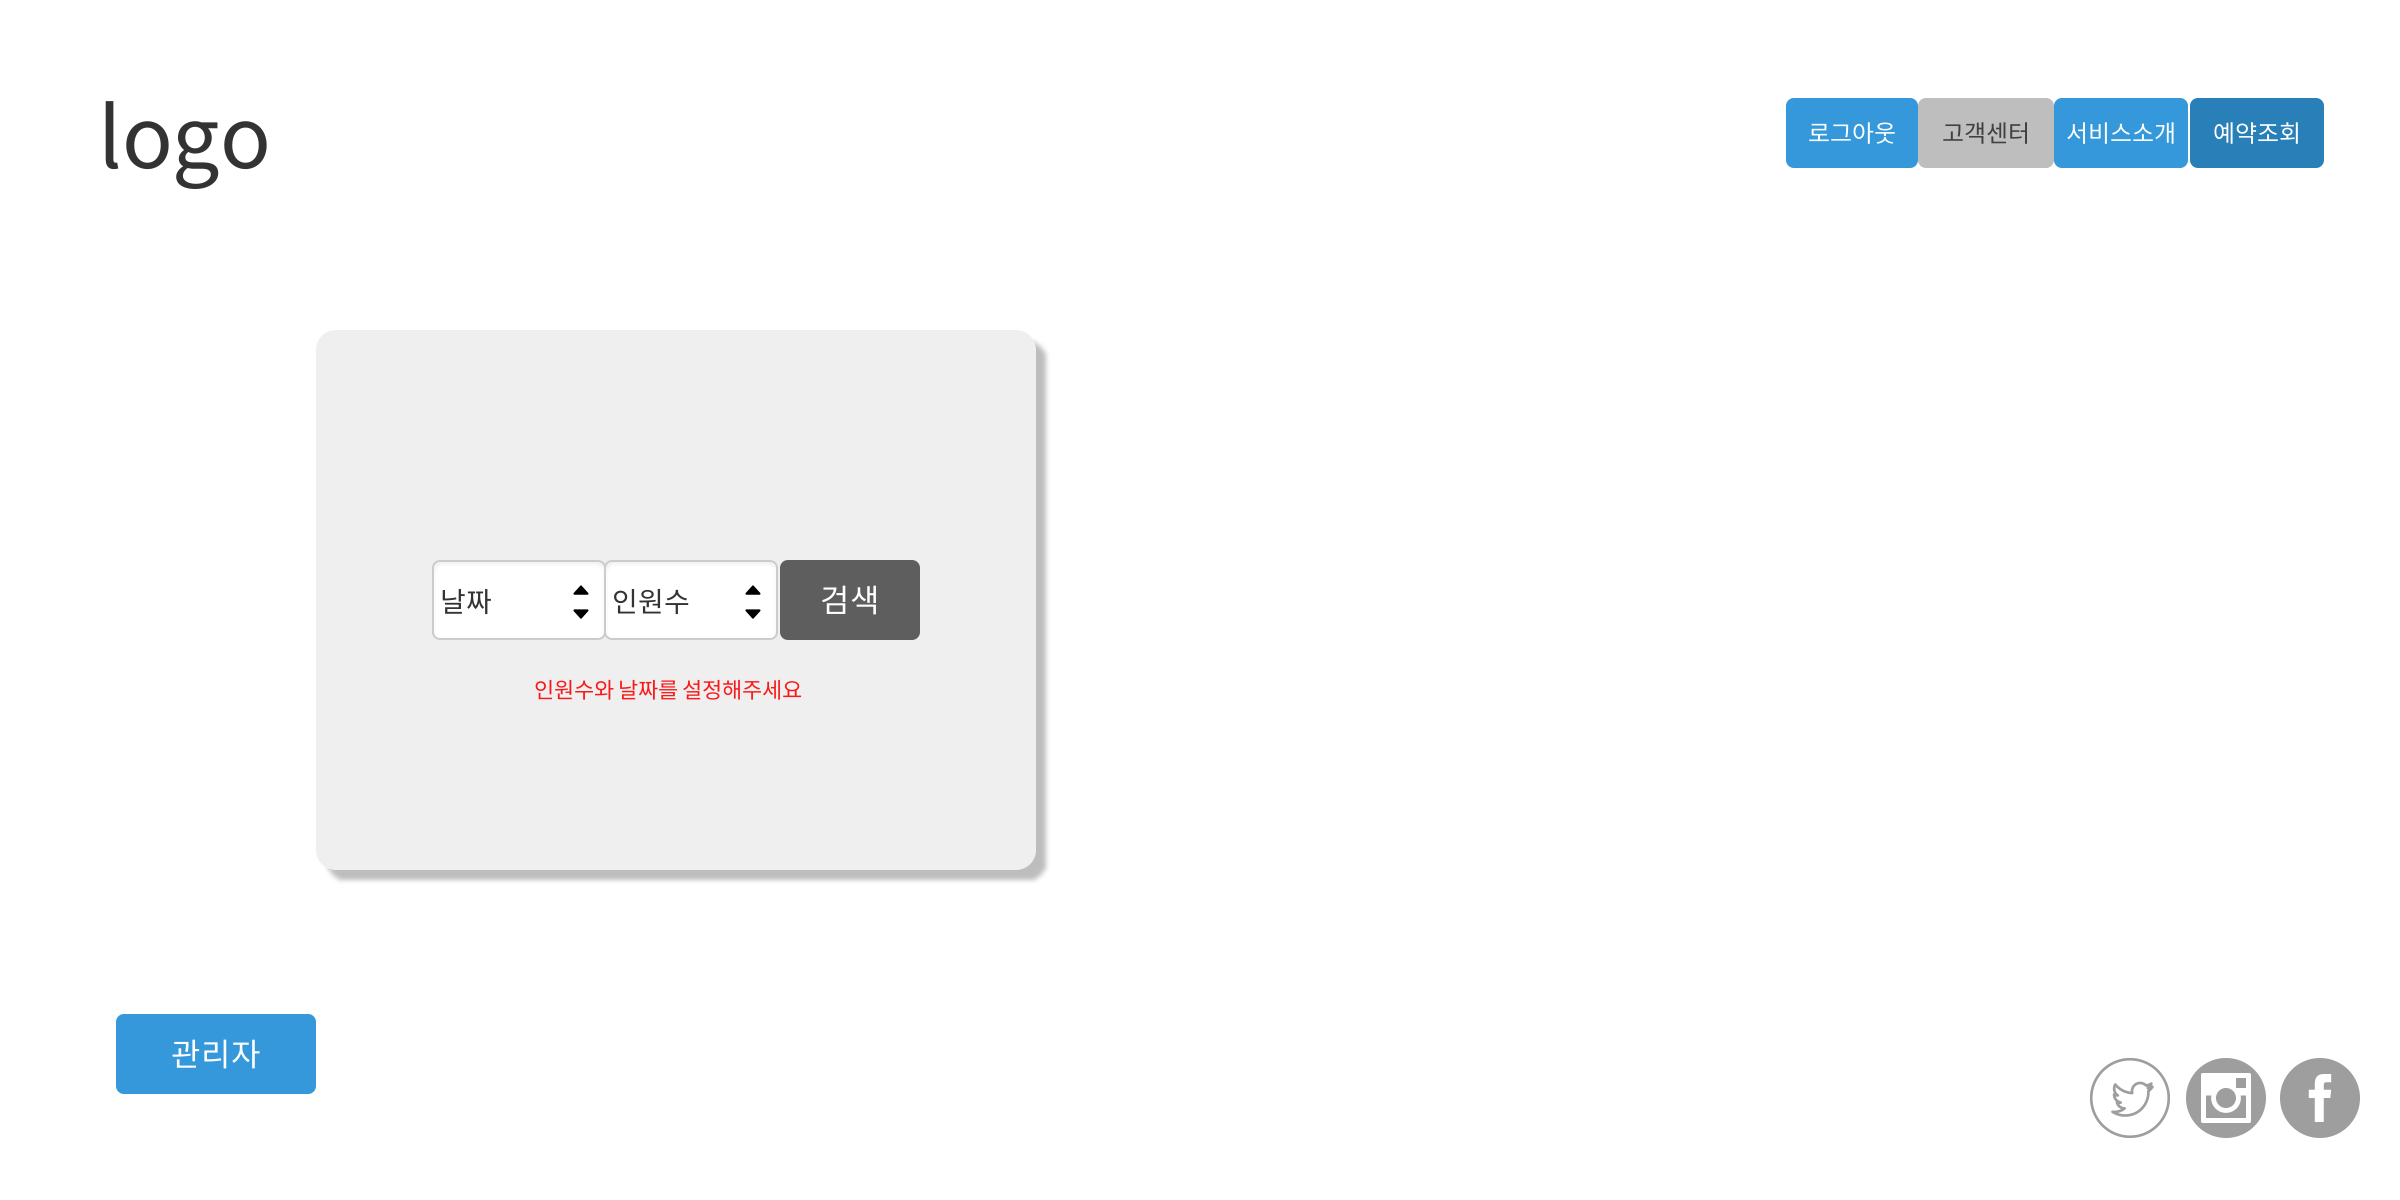 logo
로그아웃
고객센터
서비스소개
예약조회
날짜
인원수
검색
인원수와 날짜를 설정해주세요
관리자